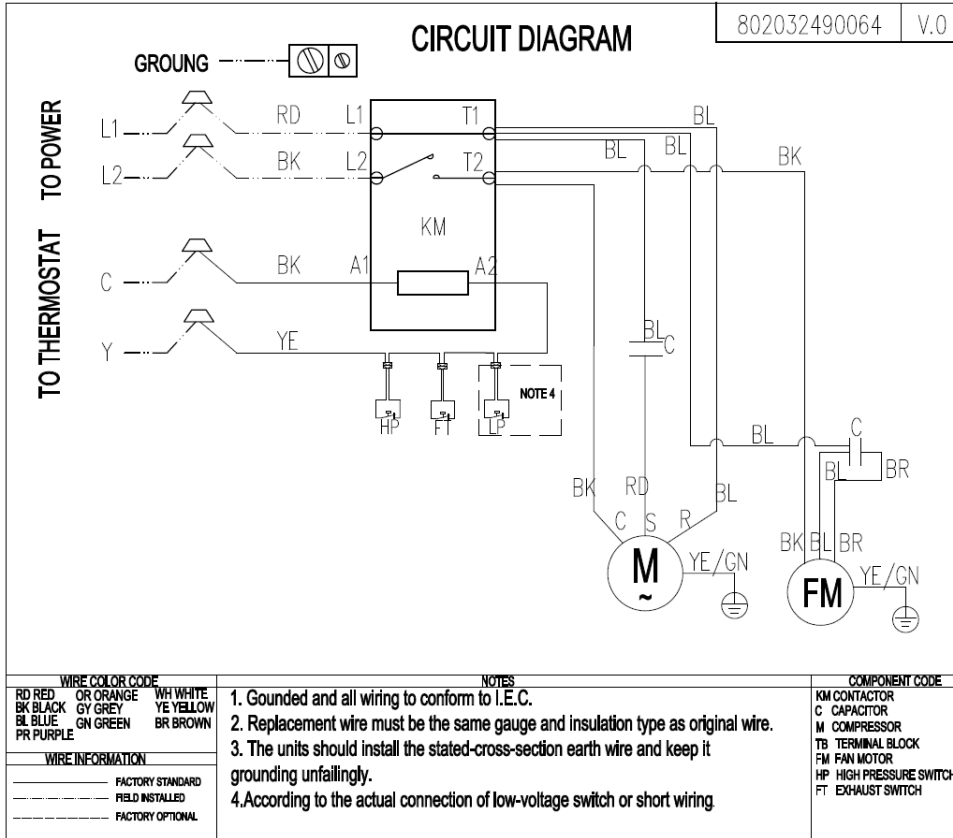 802032490064 V.0
CIRCUIT DIAGRAM
GROUNG
TO POWER
L1 RD L1 T1 BL
L2 BK L2 T2 BL BL BK
KM
TO THERMOSTAT
C BK A1 A2
Y YE
BL C
NOTE 4
HP FT LP
BL C
BL BR
BK RD BL
C S R
BK BL BR
M
~
YE/GN
FM
YE/GN
WIRE COLOR CODE
RD RED OR ORANGE WH WHITE
BK BLACK GY GREY YE YELLOW
BL BLUE GN GREEN BR BROWN
PR PURPLE
WIRE INFORMATION
FACTORY STANDARD
FIELD INSTALLED
FACTORY OPTIONAL
NOTES
1. Gounded and all wiring to conform to I.E.C.
2. Replacement wire must be the same gauge and insulation type as original wire.
3. The units should install the stated-cross-section earth wire and keep it
grounding unfailingly.
4.According to the actual connection of low-voltage switch or short wiring
COMPONENT CODE
KM CONTACTOR
C CAPACITOR
M COMPRESSOR
TB TERMINAL BLOCK
FM FAN MOTOR
HP HIGH PRESSURE SWITCH
FT EXHAUST SWITCH